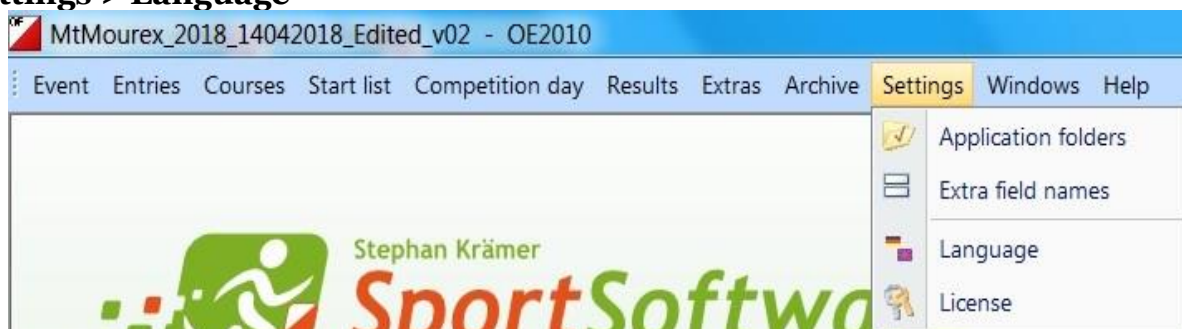 ttings > Language
MtMourex_2018_14042018_Edited_v02 - OE2010
Event Entries Courses Start list Competition day Results Extras Archive Settings Windows Help
Application folders
Extra field names
Language
License
Stephan Krämer
SportSoftwa